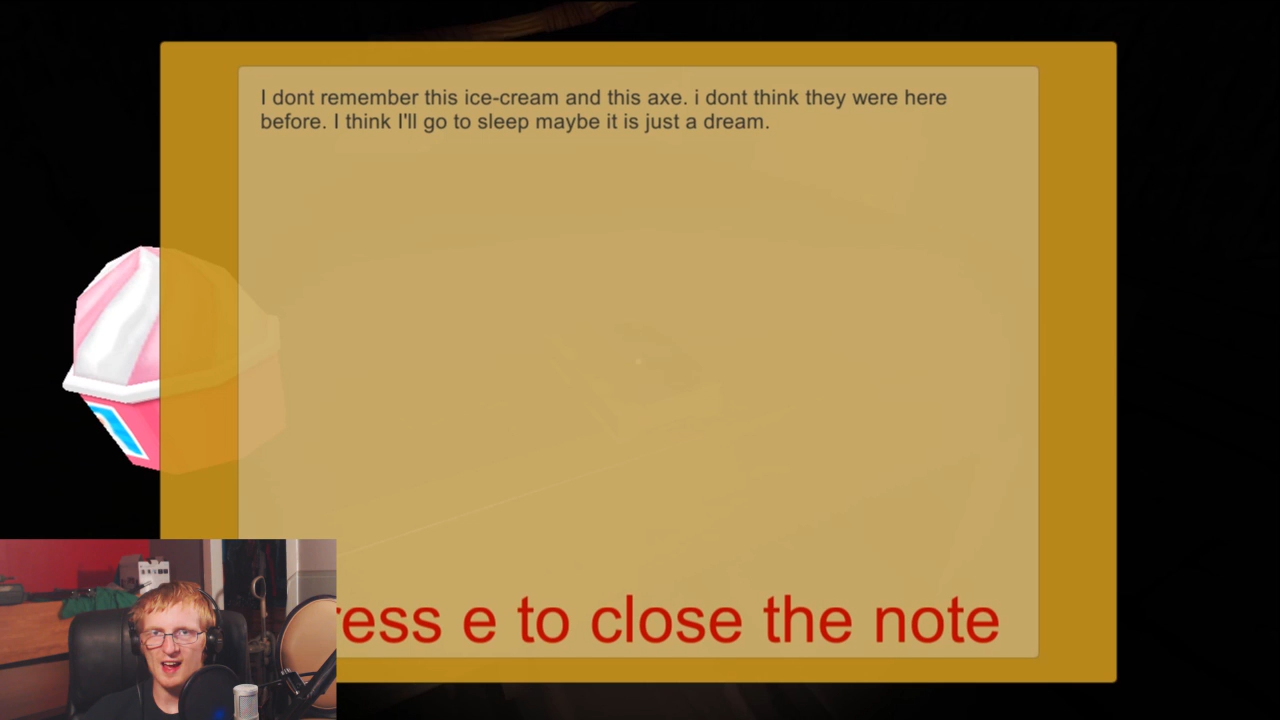 I dont remember this ice-cream and this axe. i dont think they were here
before. I think I'll go to sleep maybe it is just a dream.
ress e to close the note